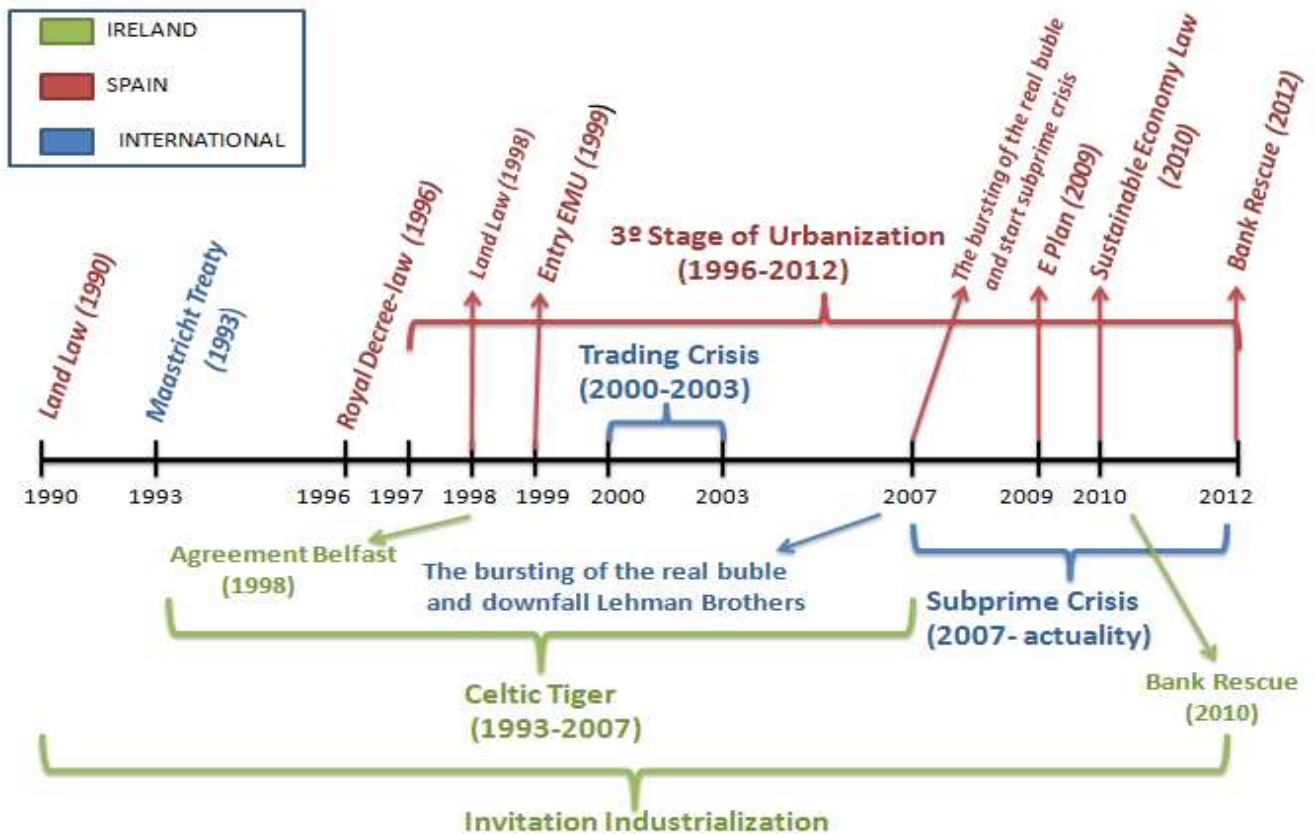 IRELAND
SPAIN
INTERNATIONAL
Land Law (1990)
Maastricht Treaty
(1993)
Royal Decree-law (1996)
Land Law (1998)
Entry EMU (1999)
3º Stage of Urbanization
(1996-2012)
The bursting of the real buble
and start subprime crisis
E Plan (2009)
Sustainable Economy Law
(2010)
Bank Rescue (2012)
Trading Crisis
(2000-2003)
1990
1993
1996
1997
1998
1999
2000
2003
2007
2009
2010
2012
Agreement Belfast
(1998)
The bursting of the real buble
and downfall Lehman Brothers
Subprime Crisis
(2007- actuality)
Celtic Tiger
(1993-2007)
Bank Rescue
(2010)
Invitation Industrialization